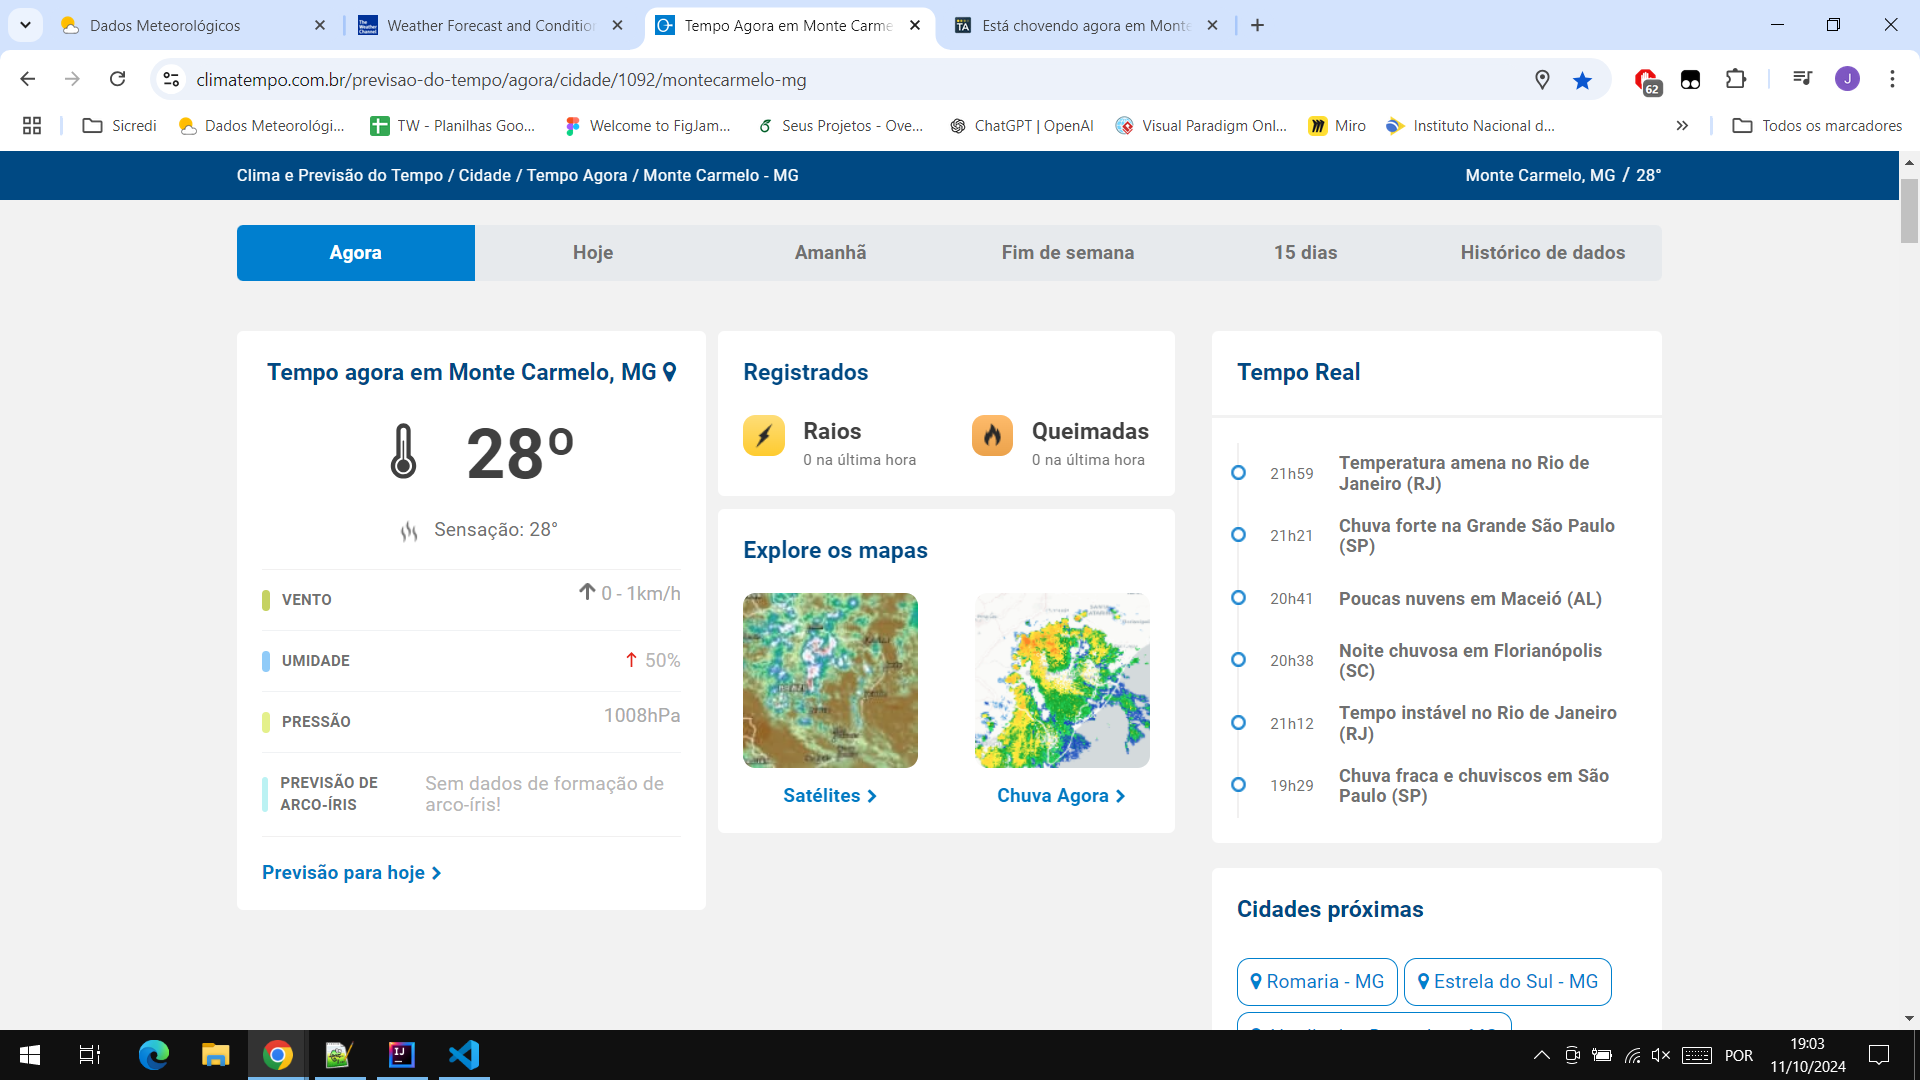 Dados Meteorológicos
Weather Forecast and Conditio
Tempo Agora em Monte Carme
Está chovendo agora em Monte
climatempo.com.br/previsao-do-tempo/agora/cidade/1092/montecarmelo-mg
62
J
Sicredi
Dados Meteorológi...
TW - Planilhas Goo...
Welcome to FigJam...
Seus Projetos - Ove...
ChatGPT | OpenAI
Visual Paradigm Onl...
Miro
Instituto Nacional d...
Todos os marcadores
Clima e Previsão do Tempo / Cidade / Tempo Agora / Monte Carmelo - MG
Monte Carmelo, MG / 28°
Agora
Hoje
Amanhã
Fim de semana
15 dias
Histórico de dados
Tempo agora em Monte Carmelo, MG
28º
Sensação: 28°
VENTO
0 - 1km/h
UMIDADE
50%
PRESSÃO
1008hPa
PREVISÃO DE
ARCO-ÍRIS
Sem dados de formação de
arco-íris!
Previsão para hoje
Registrados
Raios
0 na última hora
Queimadas
0 na última hora
Explore os mapas
Satélites
Chuva Agora
Tempo Real
21h59
Temperatura amena no Rio de
Janeiro (RJ)
21h21
Chuva forte na Grande São Paulo
(SP)
20h41
Poucas nuvens em Maceió (AL)
20h38
Noite chuvosa em Florianópolis
(SC)
21h12
Tempo instável no Rio de Janeiro
(RJ)
19h29
Chuva fraca e chuviscos em São
Paulo (SP)
Cidades próximas
Romaria - MG
Estrela do Sul - MG
POR
19:03
11/10/2024